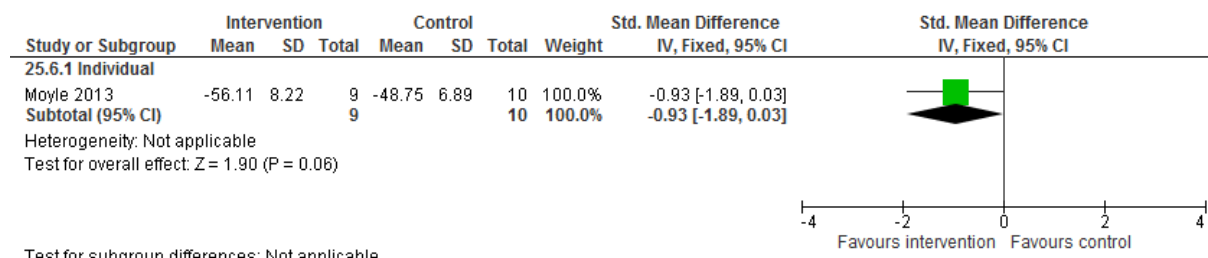 Intervention Control Std. Mean Difference Std. Mean Difference
Study or Subgroup Mean SD Total Mean SD Total Weight IV, Fixed, 95% CI IV, Fixed, 95% CI
25.6.1 Individual
Moyle 2013 -56.11 8.22 9 -48.75 6.89 10 100.0% -0.93 [-1.89, 0.03]
Subtotal (95% CI) 9 10 100.0% -0.93 [-1.89, 0.03]
Heterogeneity: Not applicable
Test for overall effect: Z = 1.90 (P = 0.06)
-4 -2 0 2 4
Favours intervention Favours control
Test for subgroup differences: Not applicable